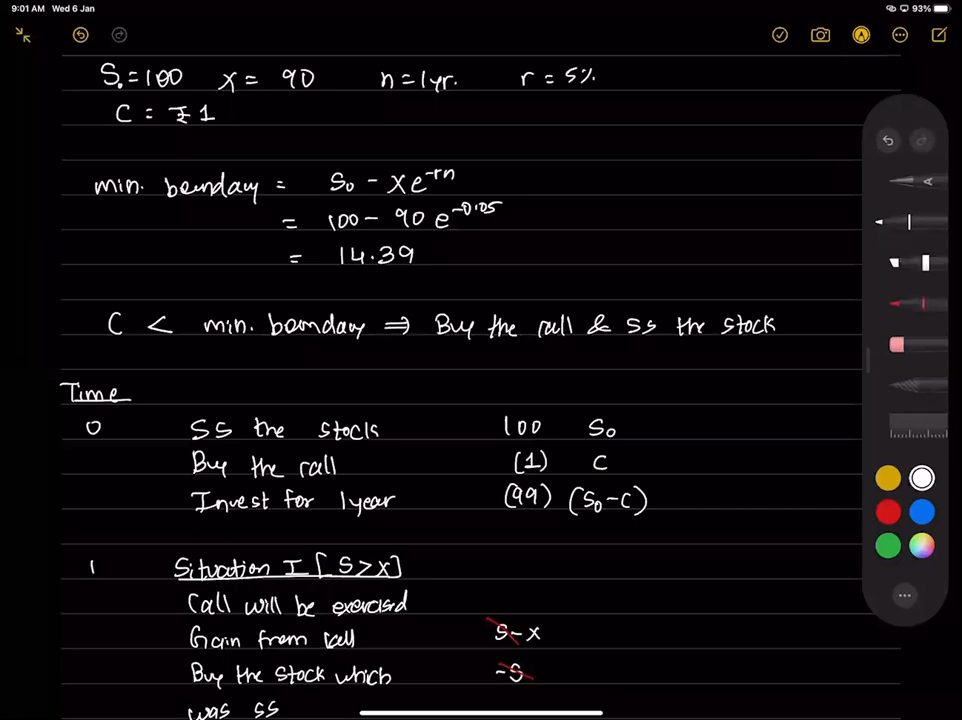 9:01 AM Wed 6 Jan
93%
S₀ = 100 X = 90 n = 1yr. r = 5%
C = ₹1
min. boundary = S₀ - Xe^-rn
= 100 - 90 e^-0.05
= 14.39
C < min. boundary ⇒ Buy the call & SS the stock
Time
0 SS the stock 100 S₀
Buy the call (1) C
Invest for 1 year (99) (S₀-C)
1 Situation I [S>X]
Call will be exercised
Gain from call S-X
Buy the stock which -S
was SS
A